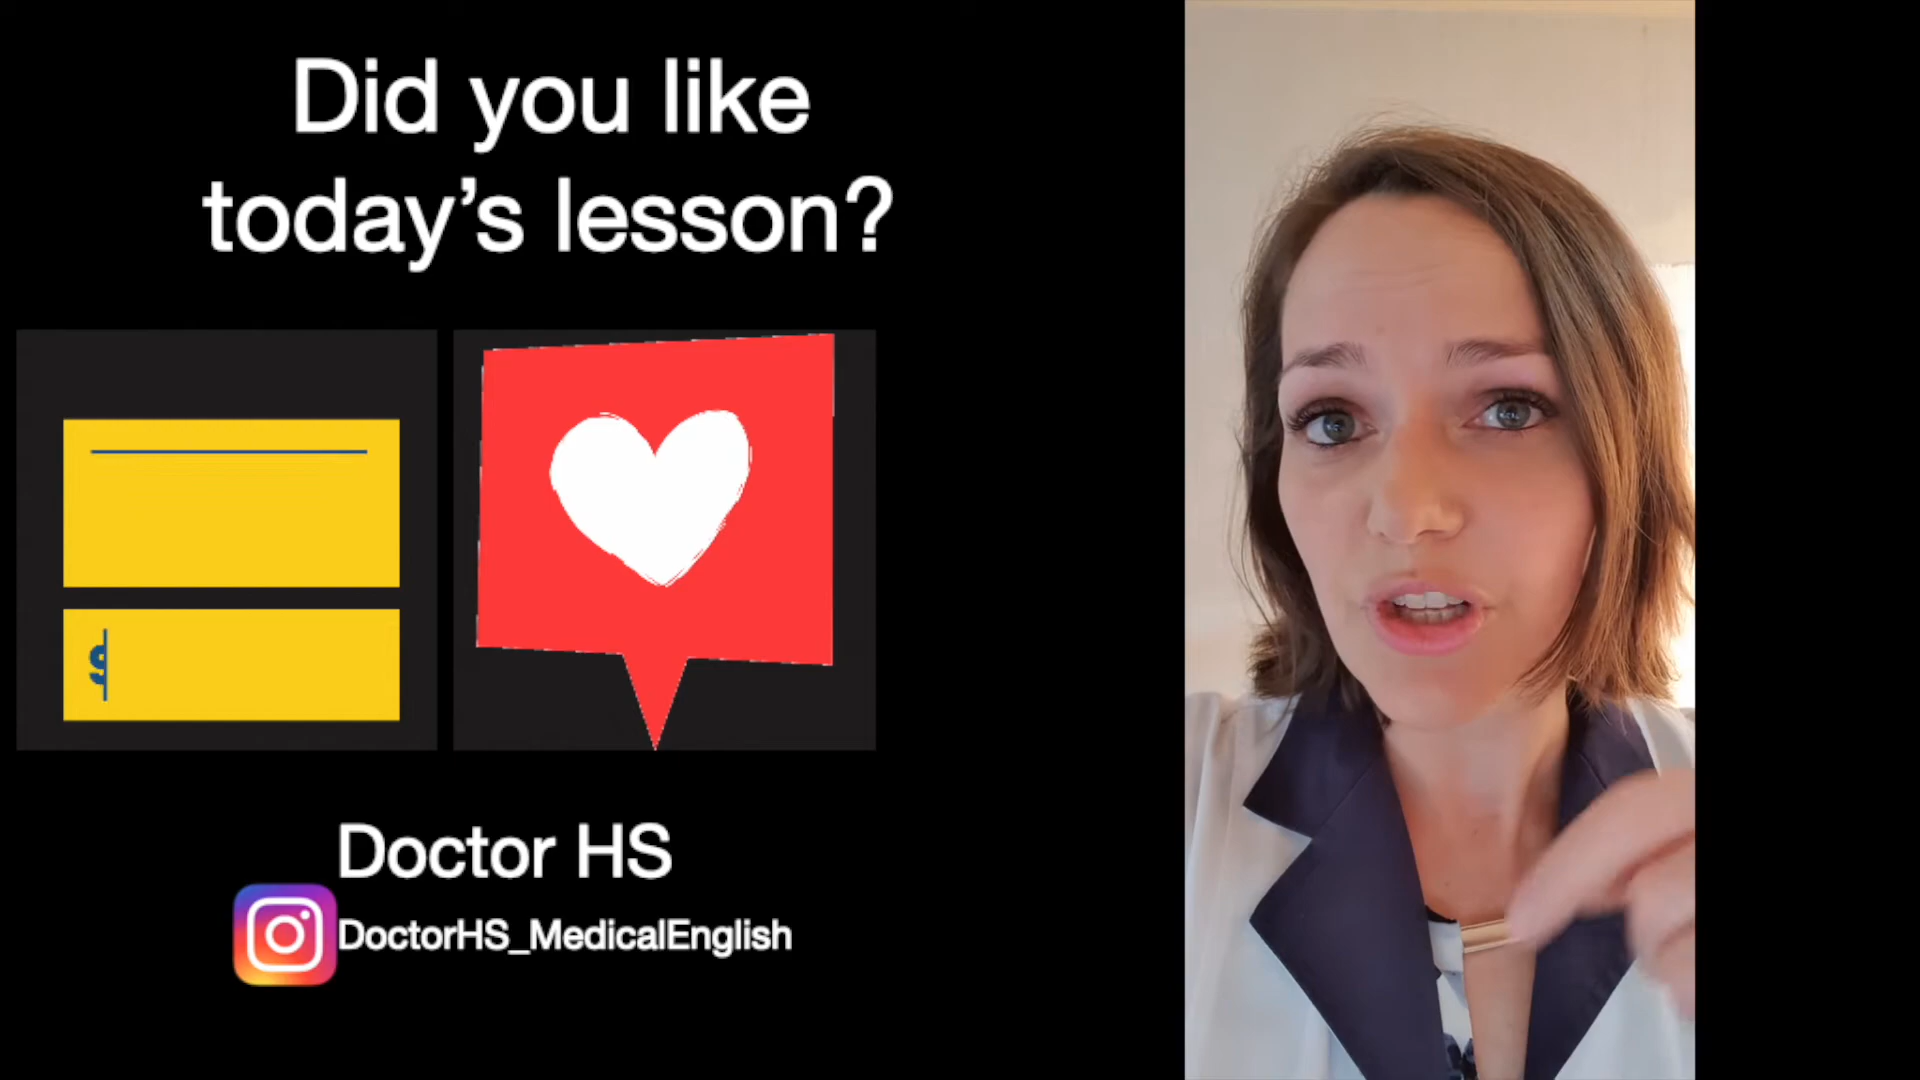 Did you like
today’s lesson?
Doctor HS
DoctorHS_MedicalEnglish